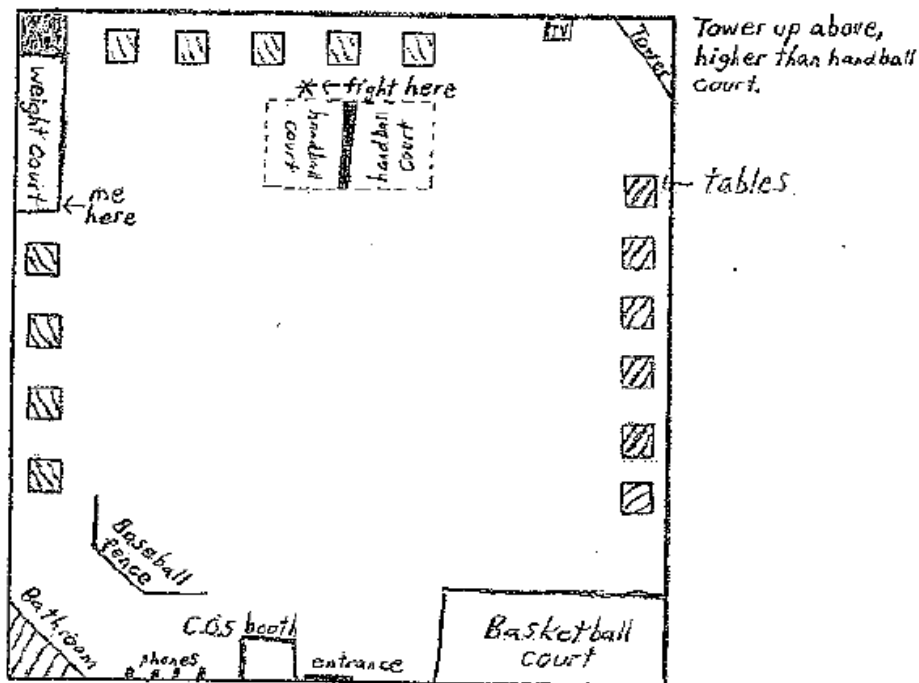 TV
Tower
Tower up above,
higher than handball
court.
weight court
* ← fight here
handball
court
handball
court
← tables
← me
here
Baseball
fence
Bathroom
C.O.S booth
phones
entrance
Basketball
court